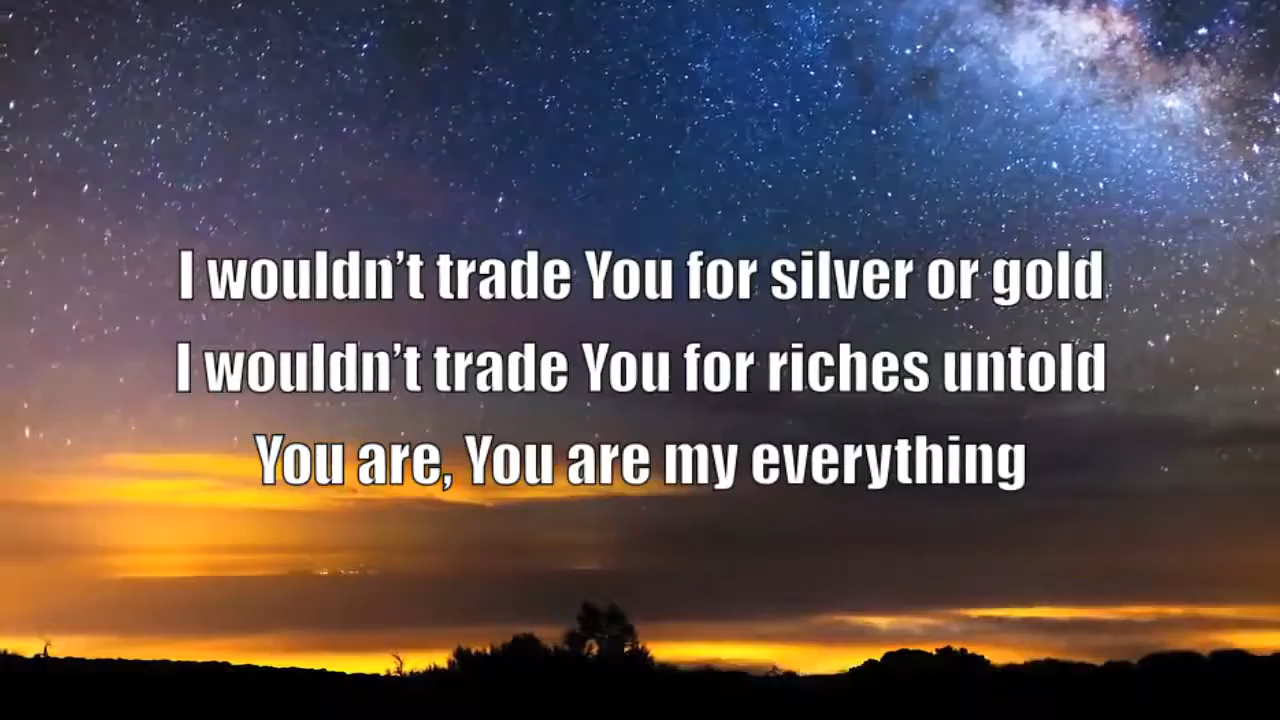 I wouldn’t trade You for silver or gold
I wouldn’t trade You for riches untold
You are, You are my everything